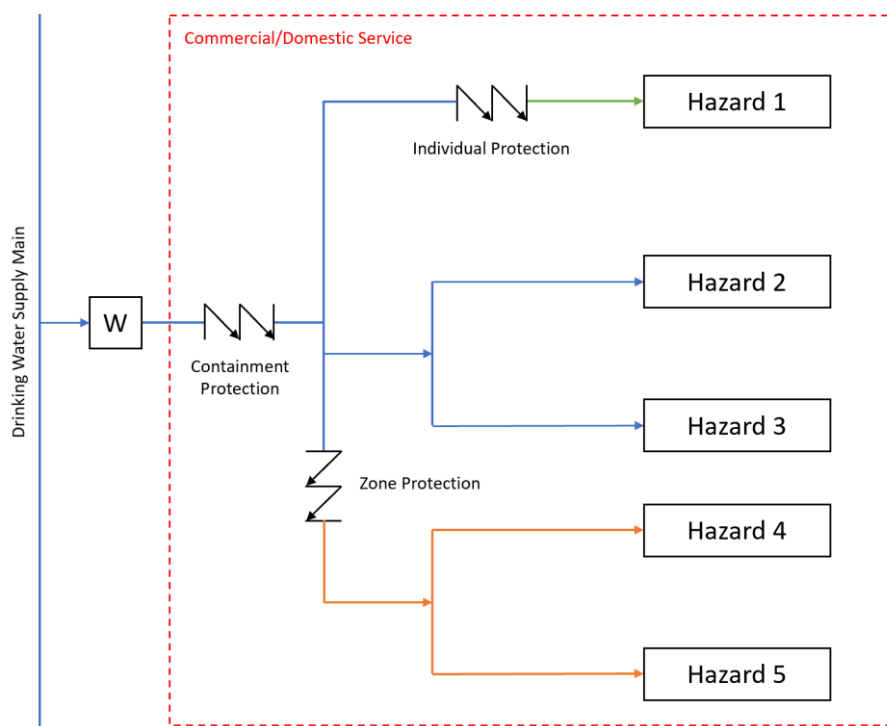 Commercial/Domestic Service
Hazard 1
Individual Protection
Hazard 2
Drinking Water Supply Main
W
Containment
Protection
Hazard 3
Zone Protection
Hazard 4
Hazard 5